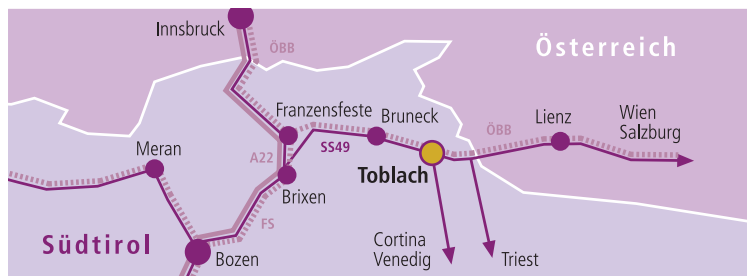 Innsbruck
ÖBB
Österreich
Franzensfeste
Bruneck
Lienz
Wien
Salzburg
ÖBB
Meran
A22
SS49
Toblach
Brixen
FS
Südtirol
Bozen
Cortina
Venedig
Triest